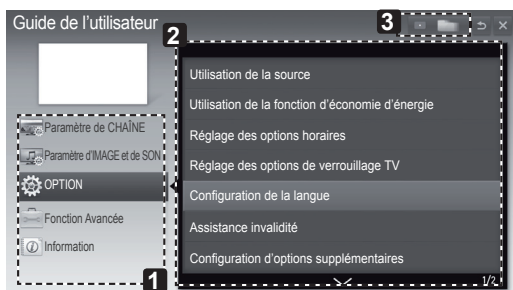 Guide de l'utilisateur
3
2
Utilisation de la source
Utilisation de la fonction d'économie d'énergie
Réglage des options horaires
Réglage des options de verrouillage TV
Configuration de la langue
Assistance invalidité
Configuration d'options supplémentaires
1/2
Paramètre de CHAÎNE
Paramètre d'IMAGE et de SON
OPTION
Fonction Avancée
Information
1